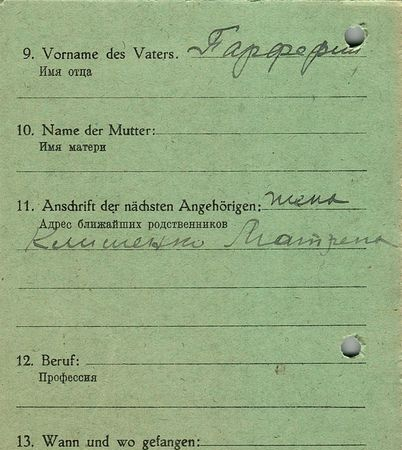 9. Vorname des Vaters. Парферий
Имя отца
10. Name der Mutter:
Имя матери
11. Anschrift der nächsten Angehörigen: жена
Адрес ближайших родственников
Клименко Матрена
12. Beruf:
Профессия
13. Wann und wo gefangen: